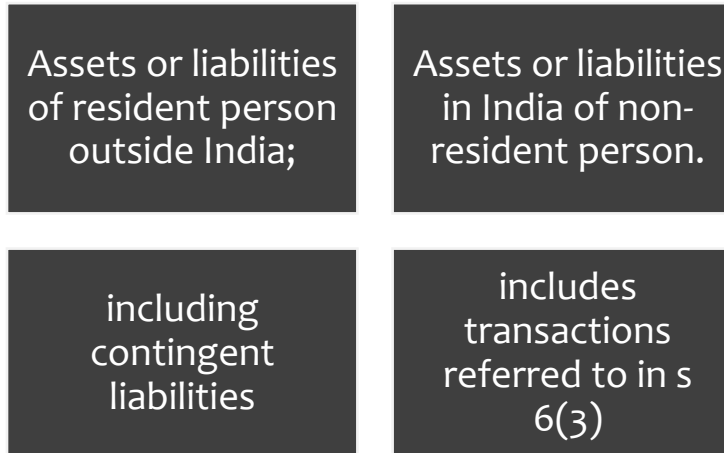 Assets or liabilities
of resident person
outside India;
Assets or liabilities
in India of non-
resident person.
including
contingent
liabilities
includes
transactions
referred to in s
6(3)